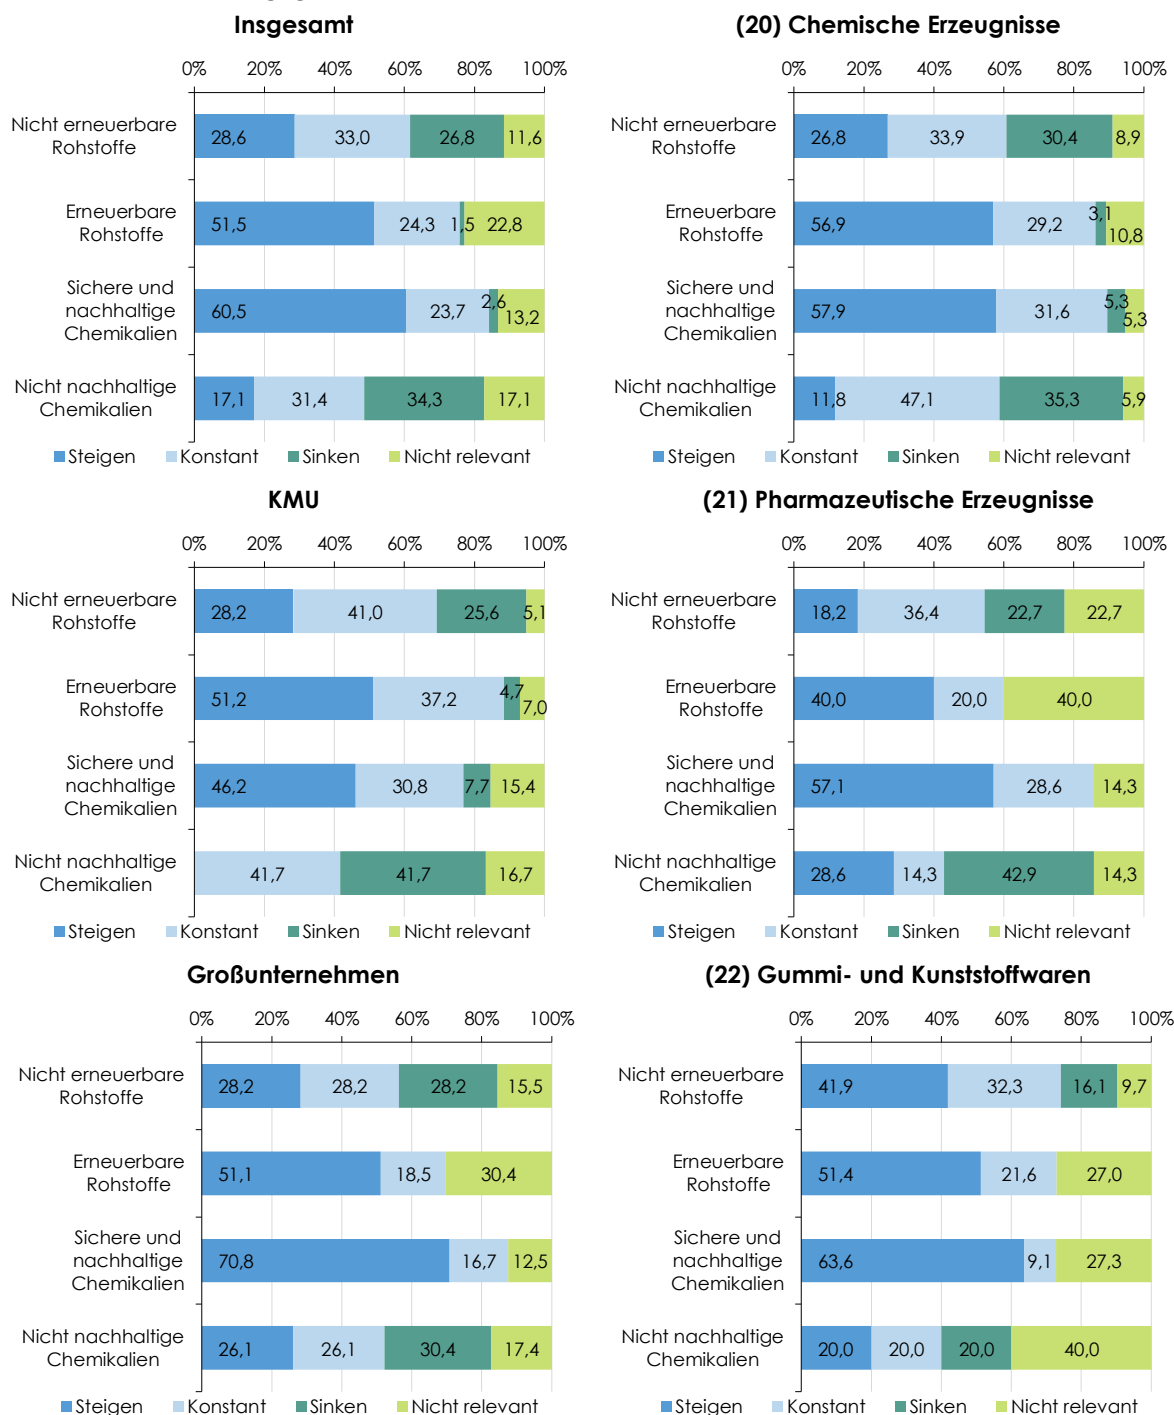 Insgesamt
0% 20% 40% 60% 80% 100%
Nicht erneuerbare
Rohstoffe
28,6 33,0 26,8 11,6
Erneuerbare
Rohstoffe
51,5 24,3 1,5 22,8
Sichere und
nachhaltige
Chemikalien
60,5 23,7 2,6 13,2
Nicht nachhaltige
Chemikalien
17,1 31,4 34,3 17,1
Steigen Konstant Sinken Nicht relevant
(20) Chemische Erzeugnisse
0% 20% 40% 60% 80% 100%
Nicht erneuerbare
Rohstoffe
26,8 33,9 30,4 8,9
Erneuerbare
Rohstoffe
56,9 29,2 3,1 10,8
Sichere und
nachhaltige
Chemikalien
57,9 31,6 5,3 5,3
Nicht nachhaltige
Chemikalien
11,8 47,1 35,3 5,9
Steigen Konstant Sinken Nicht relevant
KMU
0% 20% 40% 60% 80% 100%
Nicht erneuerbare
Rohstoffe
28,2 41,0 25,6 5,1
Erneuerbare
Rohstoffe
51,2 37,2 4,7 7,0
Sichere und
nachhaltige
Chemikalien
46,2 30,8 7,7 15,4
Nicht nachhaltige
Chemikalien
41,7 41,7 16,7
Steigen Konstant Sinken Nicht relevant
(21) Pharmazeutische Erzeugnisse
0% 20% 40% 60% 80% 100%
Nicht erneuerbare
Rohstoffe
18,2 36,4 22,7 22,7
Erneuerbare
Rohstoffe
40,0 20,0 40,0
Sichere und
nachhaltige
Chemikalien
57,1 28,6 14,3
Nicht nachhaltige
Chemikalien
28,6 14,3 42,9 14,3
Steigen Konstant Sinken Nicht relevant
Großunternehmen
0% 20% 40% 60% 80% 100%
Nicht erneuerbare
Rohstoffe
28,2 28,2 28,2 15,5
Erneuerbare
Rohstoffe
51,1 18,5 30,4
Sichere und
nachhaltige
Chemikalien
70,8 16,7 12,5
Nicht nachhaltige
Chemikalien
26,1 26,1 30,4 17,4
Steigen Konstant Sinken Nicht relevant
(22) Gummi- und Kunststoffwaren
0% 20% 40% 60% 80% 100%
Nicht erneuerbare
Rohstoffe
41,9 32,3 16,1 9,7
Erneuerbare
Rohstoffe
51,4 21,6 27,0
Sichere und
nachhaltige
Chemikalien
63,6 9,1 27,3
Nicht nachhaltige
Chemikalien
20,0 20,0 20,0 40,0
Steigen Konstant Sinken Nicht relevant